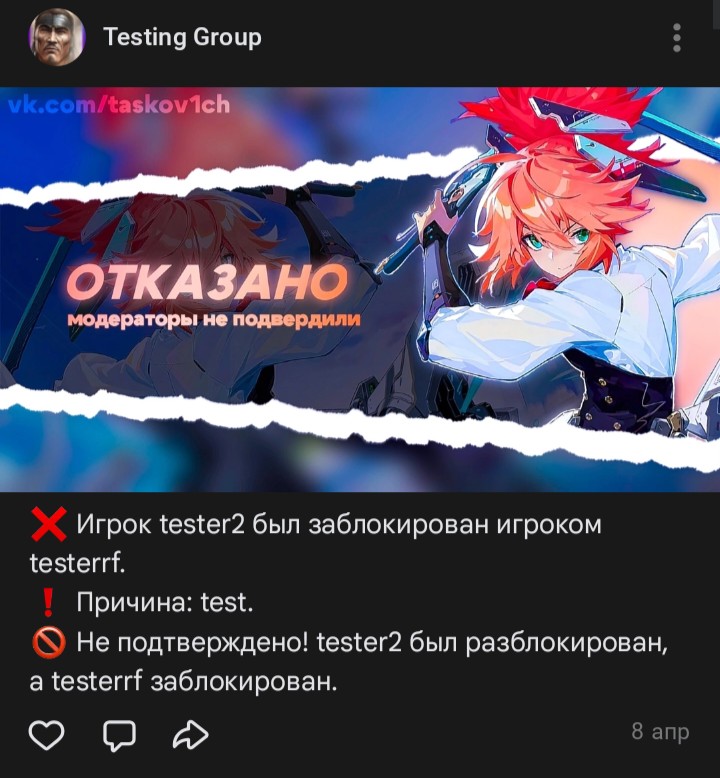 Testing Group
vk.com/taskov1ch
ОТКАЗАНО
модераторы не подвердили
❌ Игрок tester2 был заблокирован игроком
testerrf.
❗ Причина: test.
🚫 Не подтверждено! tester2 был разблокирован,
а testerrf заблокирован.
8 апр